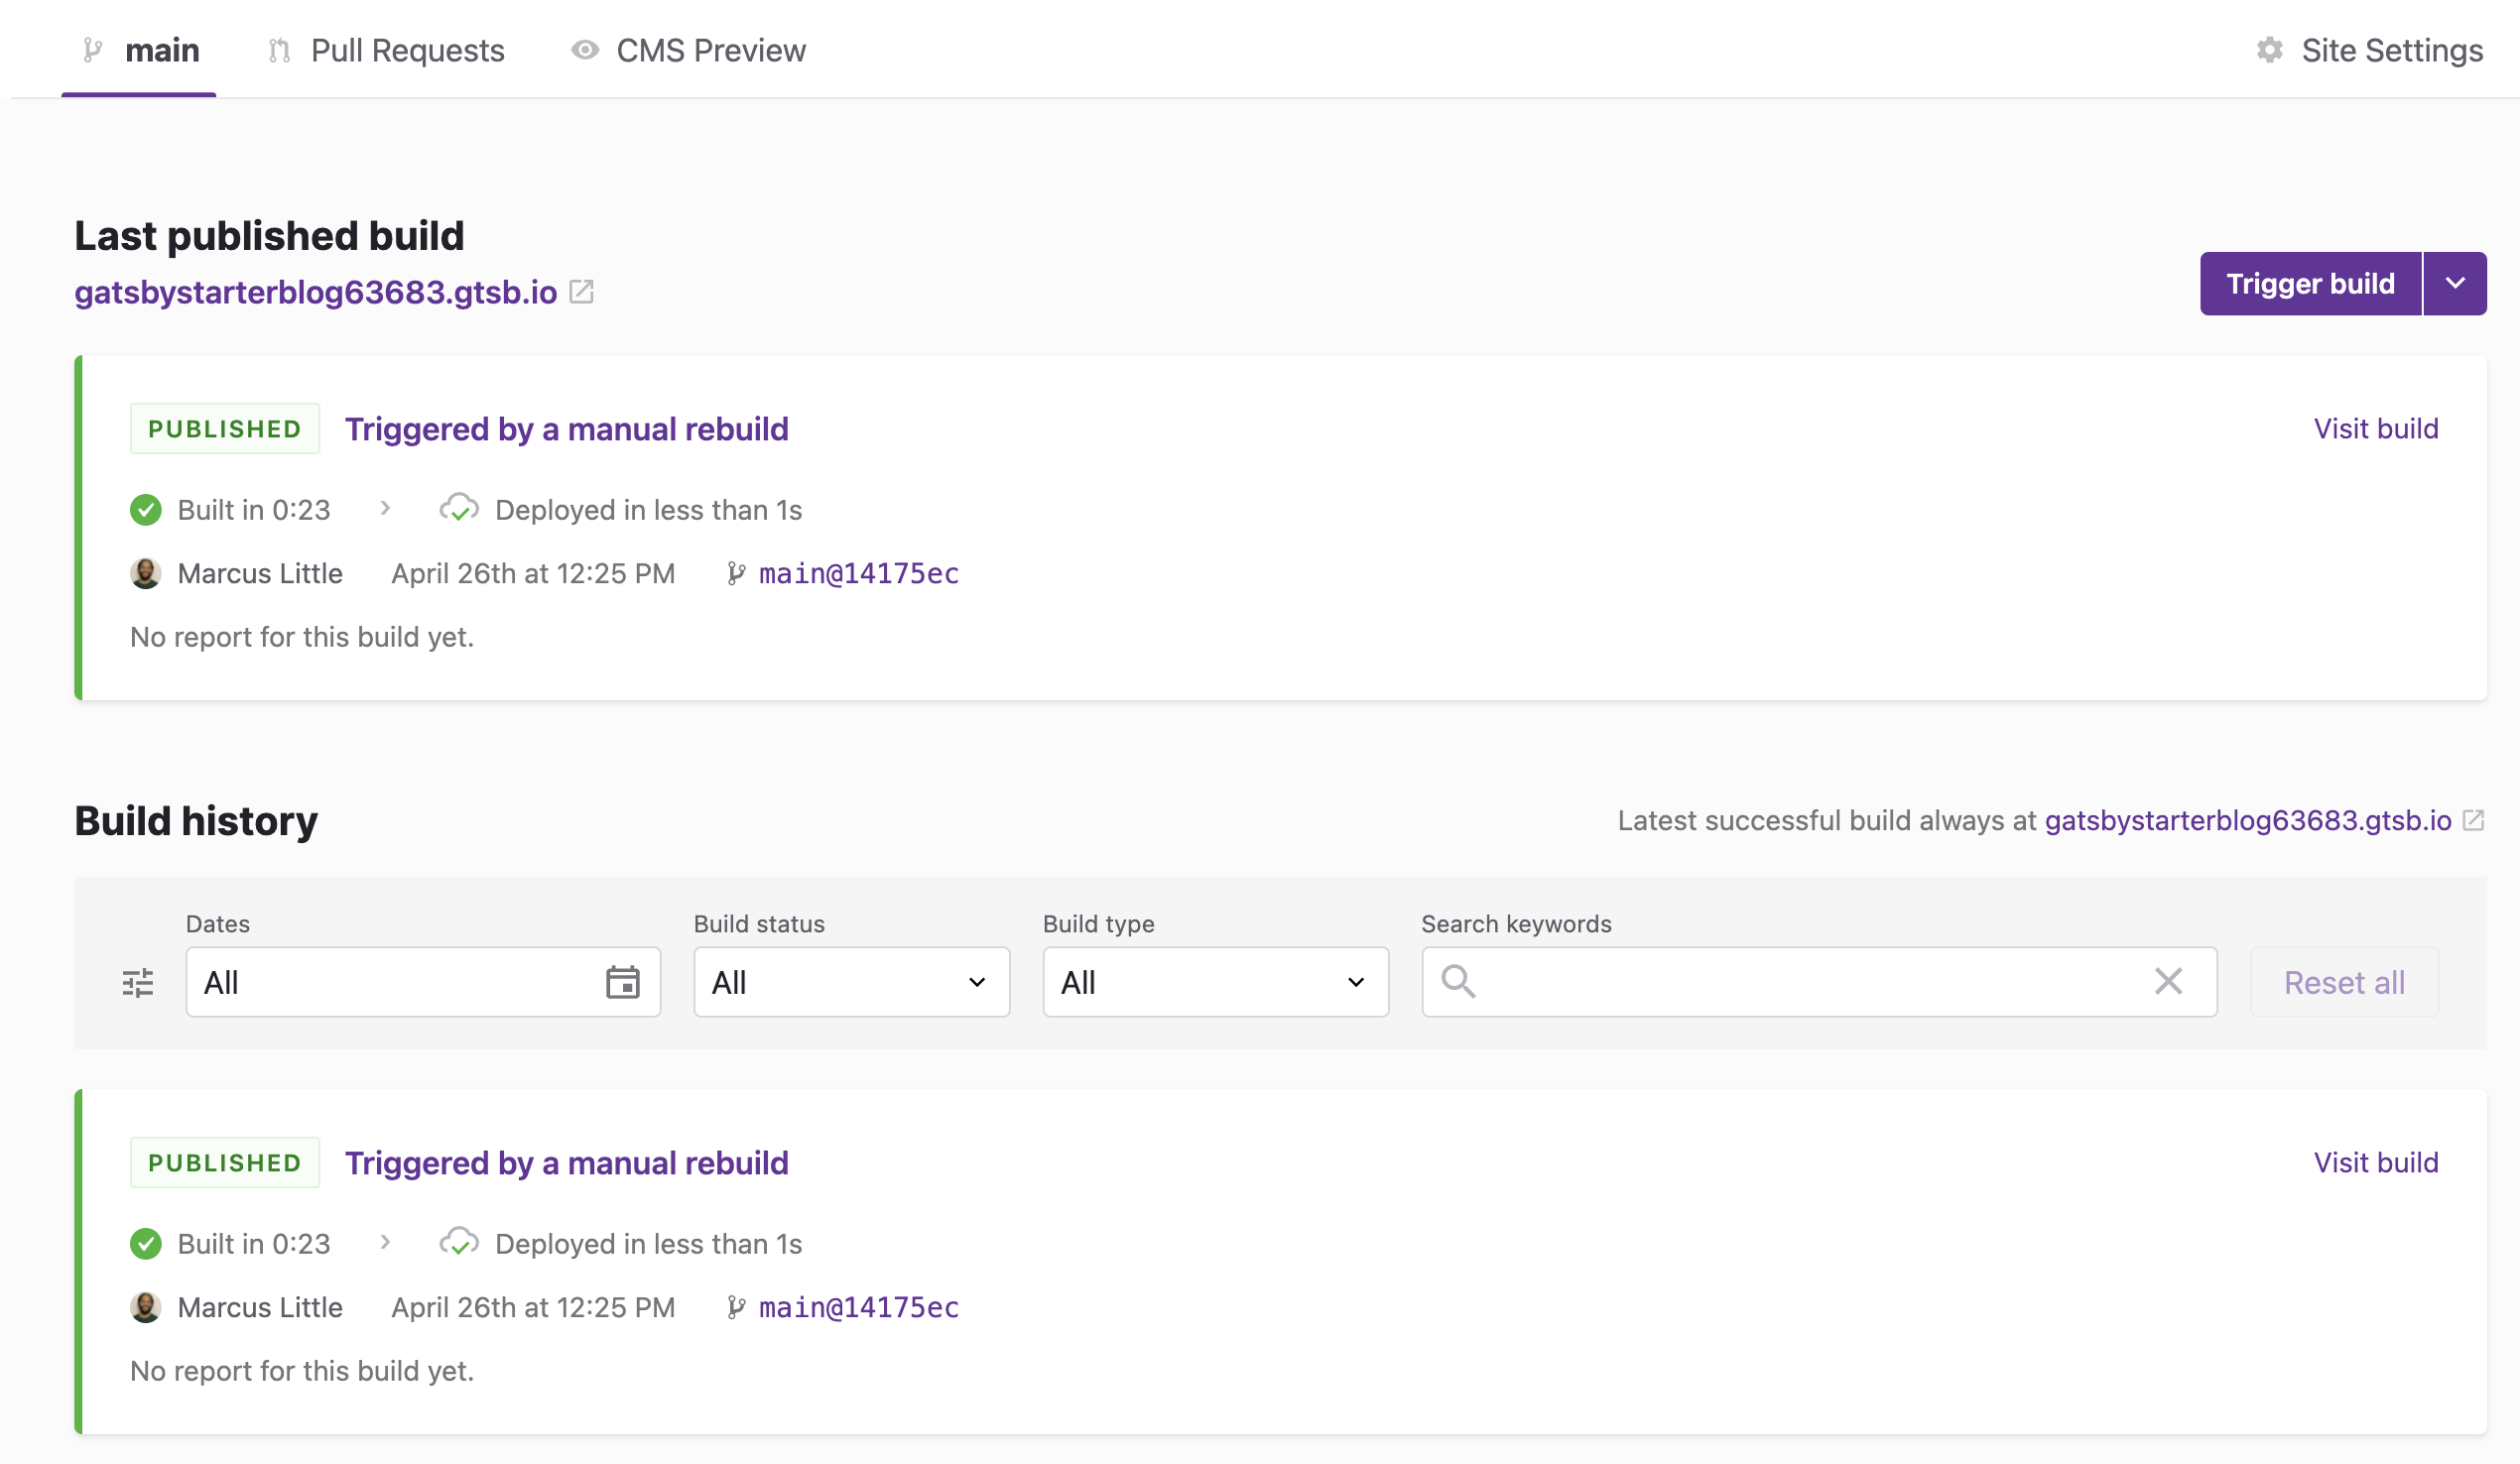 main Pull Requests CMS Preview Site Settings
Last published build
gatsbystarterblog63683.gtsb.io
Trigger build
PUBLISHED Triggered by a manual rebuild Visit build
Built in 0:23 Deployed in less than 1s
Marcus Little April 26th at 12:25 PM main@14175ec
No report for this build yet.
Build history Latest successful build always at gatsbystarterblog63683.gtsb.io
Dates Build status Build type Search keywords
All All All Reset all
PUBLISHED Triggered by a manual rebuild Visit build
Built in 0:23 Deployed in less than 1s
Marcus Little April 26th at 12:25 PM main@14175ec
No report for this build yet.